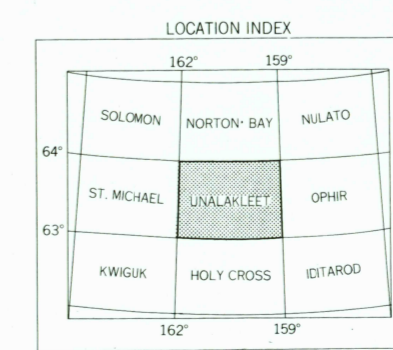 LOCATION INDEX
162° 159°
SOLOMON NORTON BAY NULATO
64°
ST. MICHAEL UNALAKLEET OPHIR
63°
KWIGUK HOLY CROSS IDITAROD
162° 159°